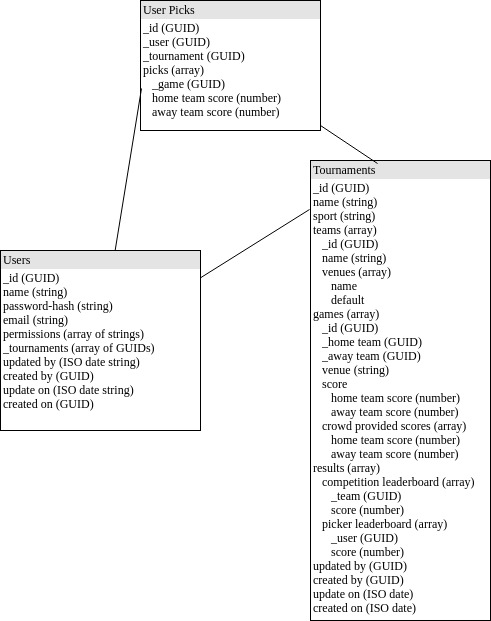 User Picks
_id (GUID)
_user (GUID)
_tournament (GUID)
picks (array)
_game (GUID)
home team score (number)
away team score (number)
Tournaments
_id (GUID)
name (string)
sport (string)
teams (array)
_id (GUID)
name (string)
venues (array)
name
default
games (array)
_id (GUID)
_home team (GUID)
_away team (GUID)
venue (string)
score
home team score (number)
away team score (number)
crowd provided scores (array)
home team score (number)
away team score (number)
results (array)
competition leaderboard (array)
_team (GUID)
score (number)
picker leaderboard (array)
_user (GUID)
score (number)
updated by (GUID)
created by (GUID)
update on (ISO date)
created on (ISO date)
Users
_id (GUID)
name (string)
password-hash (string)
email (string)
permissions (array of strings)
_tournaments (array of GUIDs)
updated by (ISO date string)
created by (GUID)
update on (ISO date string)
created on (GUID)